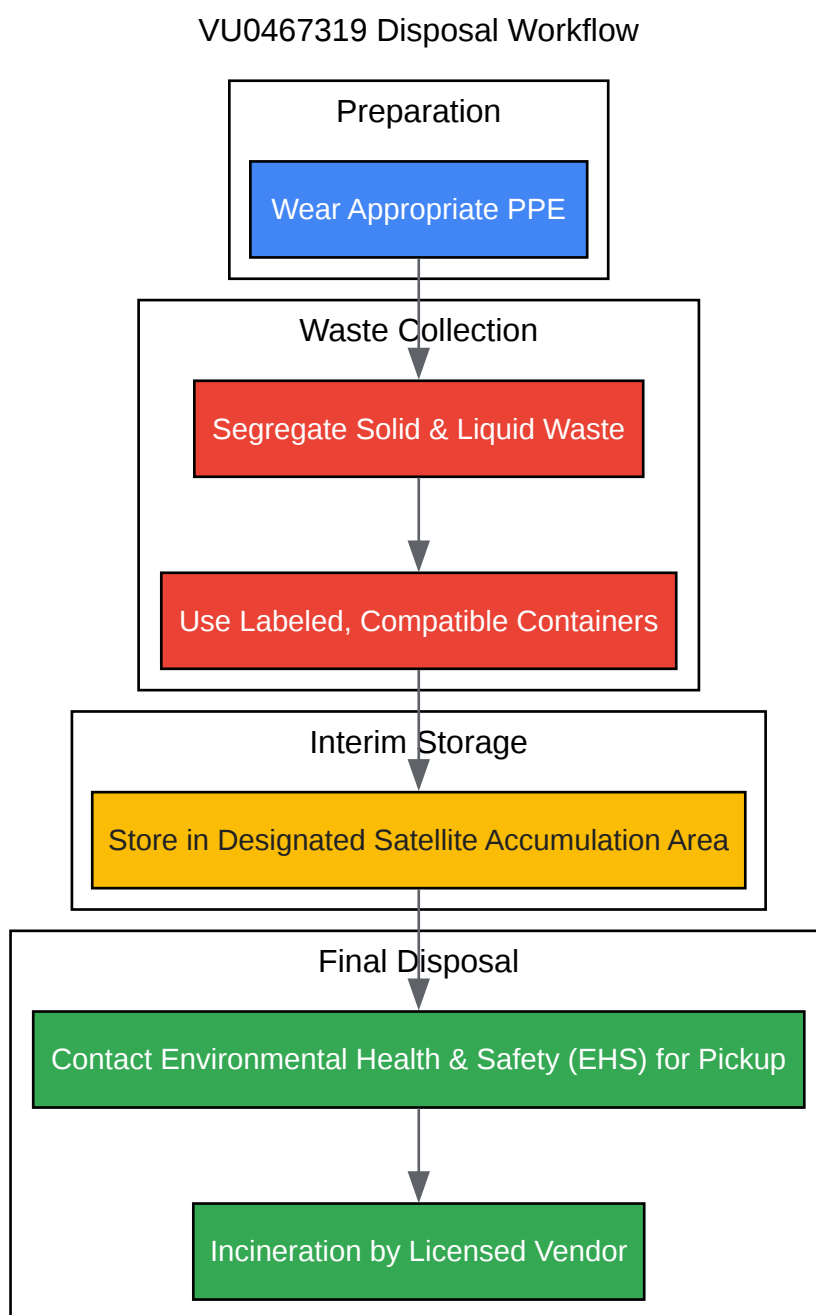 VU0467319 Disposal Workflow
Preparation
Wear Appropriate PPE
Waste Collection
Segregate Solid & Liquid Waste
Use Labeled, Compatible Containers
Interim Storage
Store in Designated Satellite Accumulation Area
Final Disposal
Contact Environmental Health & Safety (EHS) for Pickup
Incineration by Licensed Vendor